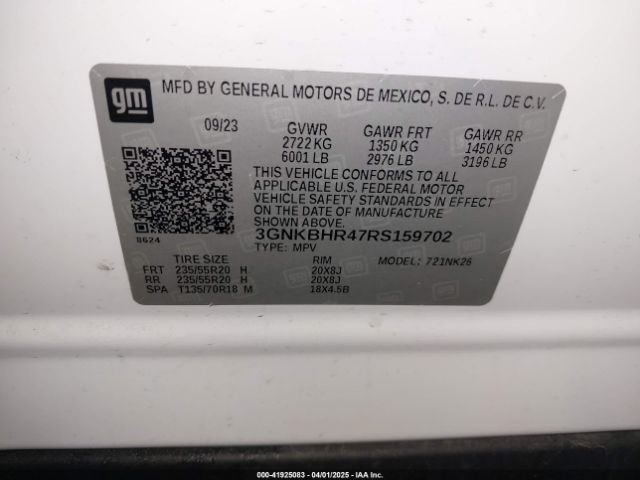 gm MFD BY GENERAL MOTORS DE MEXICO, S. DE R.L. DE C.V.
09/23 GVWR GAWR FRT GAWR RR
2722 KG 1350 KG 1450 KG
6001 LB 2976 LB 3196 LB
THIS VEHICLE CONFORMS TO ALL
APPLICABLE U.S. FEDERAL MOTOR
VEHICLE SAFETY STANDARDS IN EFFECT
ON THE DATE OF MANUFACTURE
SHOWN ABOVE.
3GNKBHR47RS159702
8624
TYPE: MPV MODEL: 721NK26
TIRE SIZE RIM
FRT 235/55R20 H 20X8J
RR 235/55R20 H 20X8J
SPA T135/70R18 M 18X4.5B
000-41925083 | 04/01/2025 | IAA Inc.